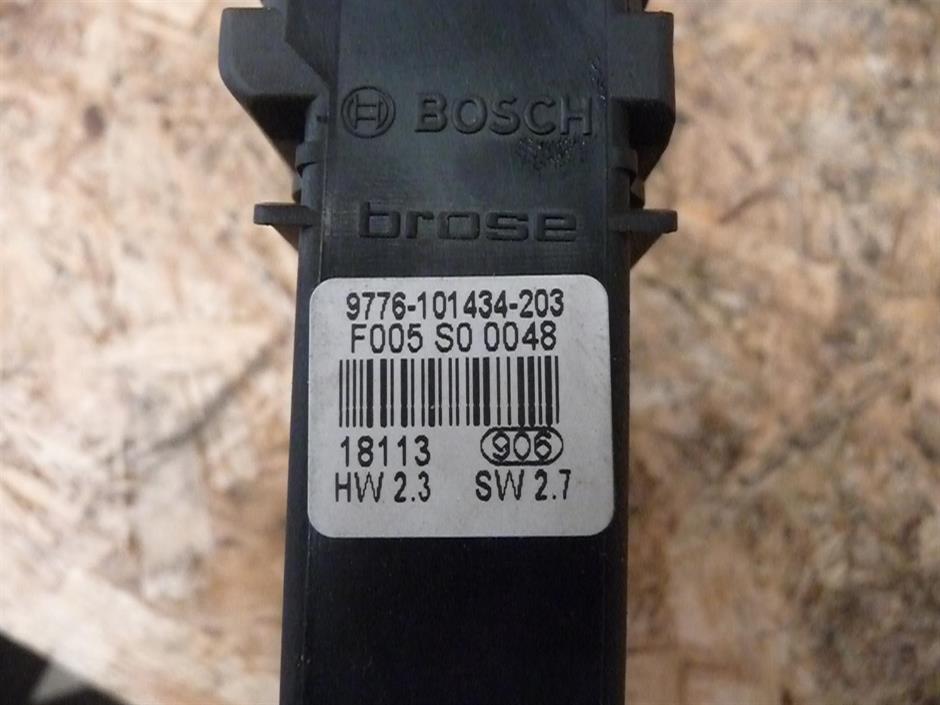 BOSCH
brose
9776-101434-203
F005 S0 0048
18113 906
HW 2.3 SW 2.7